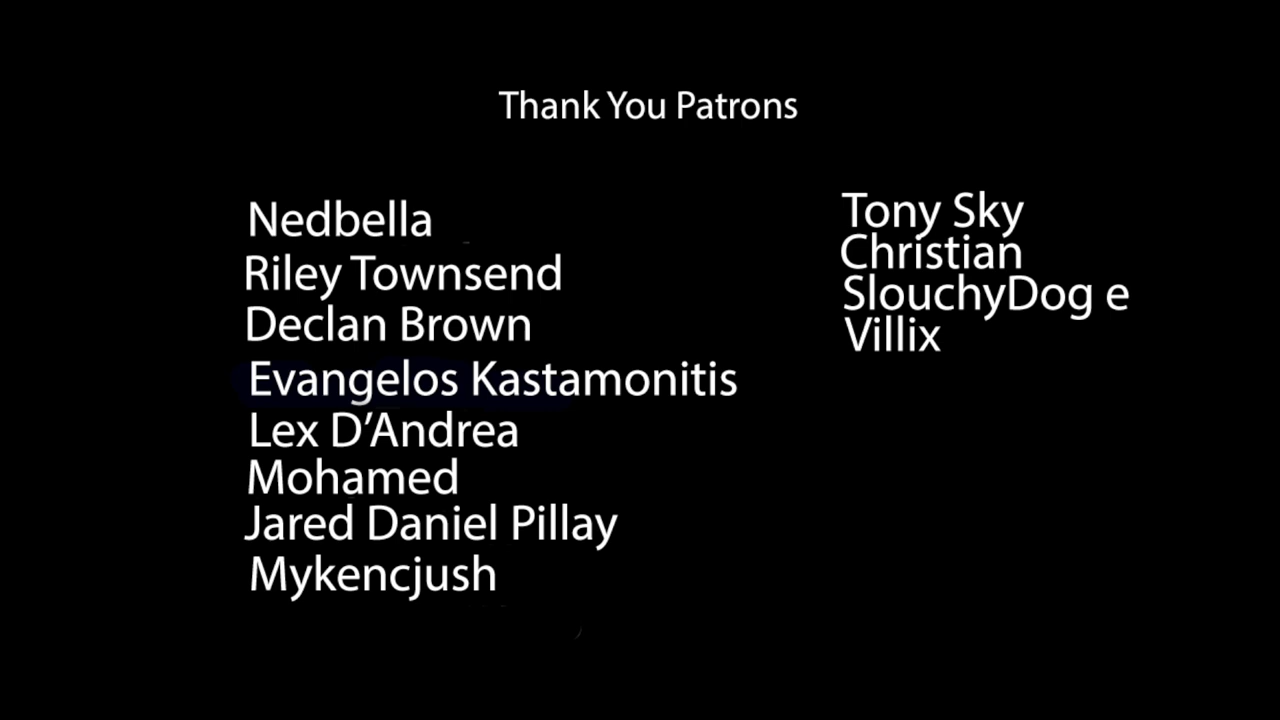 Thank You Patrons
Nedbella
Riley Townsend
Declan Brown
Evangelos Kastamonitis
Lex D’Andrea
Mohamed
Jared Daniel Pillay
Mykencjush
Tony Sky
Christian
SlouchyDog e
Villix